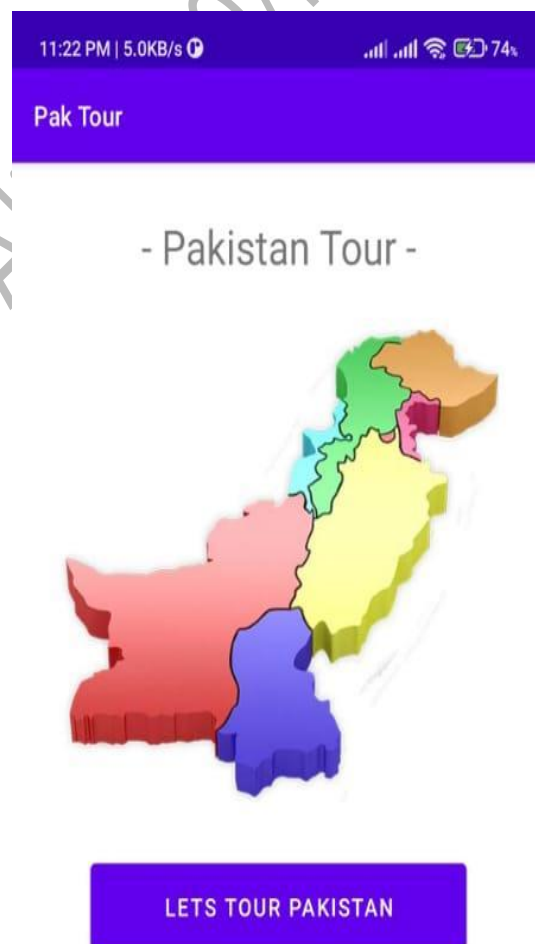 11:22 PM | 5.0KB/s 74%
Pak Tour
- Pakistan Tour -
LETS TOUR PAKISTAN